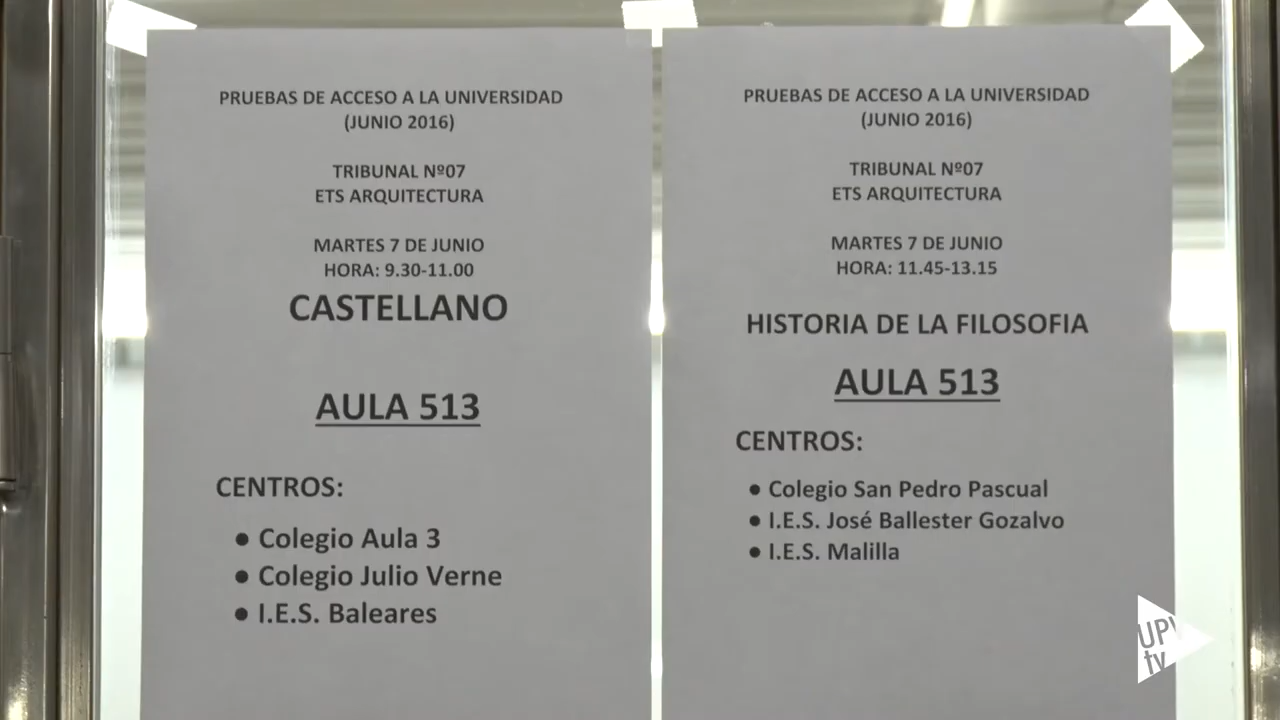 PRUEBAS DE ACCESO A LA UNIVERSIDAD
(JUNIO 2016)
TRIBUNAL Nº07
ETS ARQUITECTURA
MARTES 7 DE JUNIO
HORA: 9.30-11.00
CASTELLANO
AULA 513
CENTROS:
• Colegio Aula 3
• Colegio Julio Verne
• I.E.S. Baleares
PRUEBAS DE ACCESO A LA UNIVERSIDAD
(JUNIO 2016)
TRIBUNAL Nº07
ETS ARQUITECTURA
MARTES 7 DE JUNIO
HORA: 11.45-13.15
HISTORIA DE LA FILOSOFIA
AULA 513
CENTROS:
• Colegio San Pedro Pascual
• I.E.S. José Ballester Gozalvo
• I.E.S. Malilla
UPV
tv